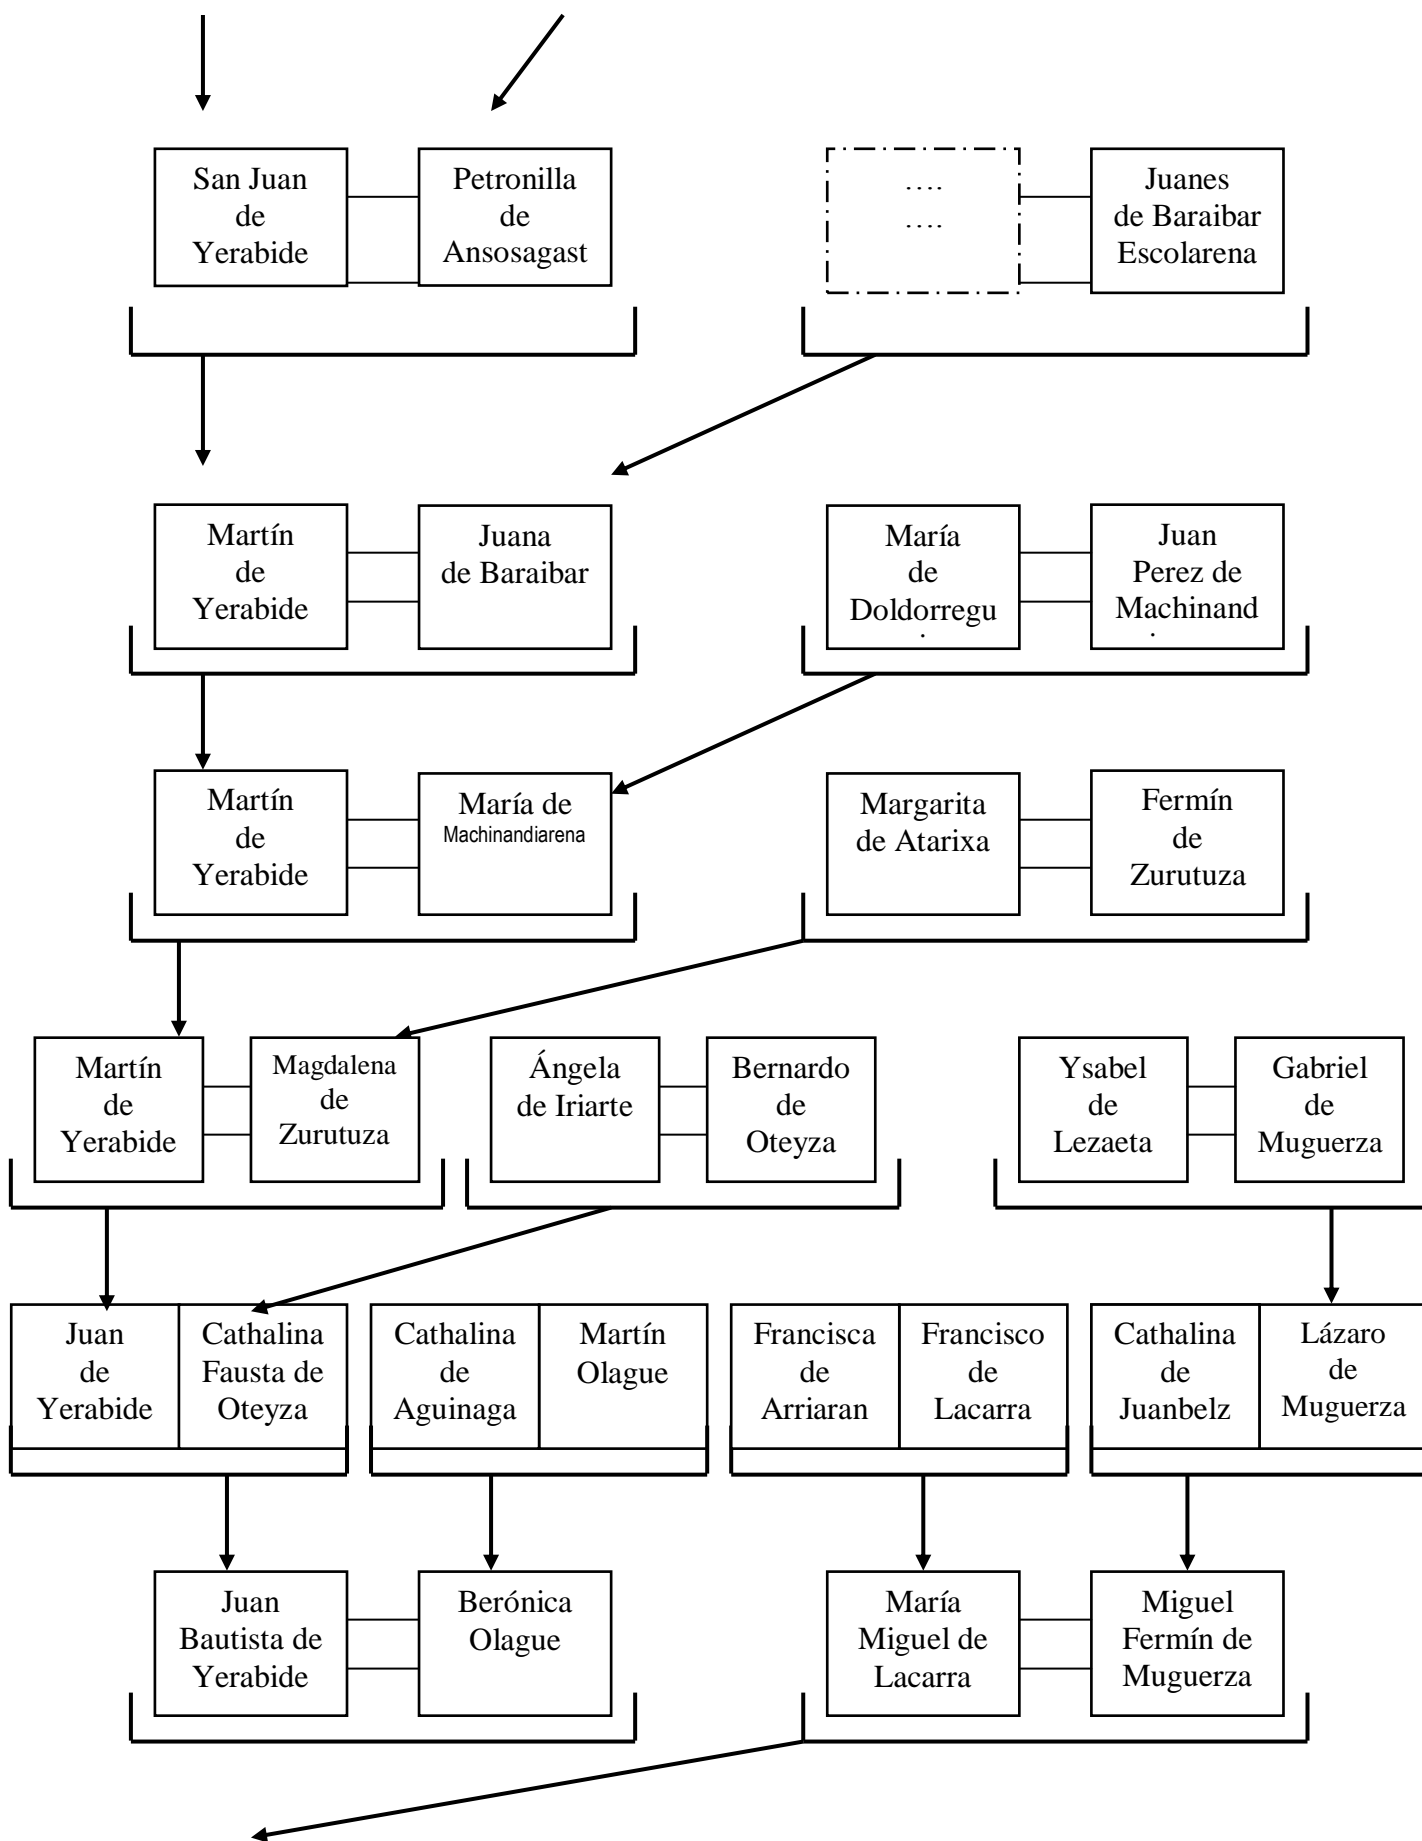 San Juan
de
Yerabide
Petronilla
de
Ansosagast
....
....
Juanes
de Baraibar
Escolarena
Martín
de
Yerabide
Juana
de Baraibar
María
de
Doldorregu
Juan
Perez de
Machinand
Martín
de
Yerabide
María de
Machinandiarena
Margarita
de Atarixa
Fermín
de
Zurutuza
Martín
de
Yerabide
Magdalena
de
Zurutuza
Ángela
de Iriarte
Bernardo
de
Oteyza
Ysabel
de
Lezaeta
Gabriel
de
Muguerza
Juan
de
Yerabide
Cathalina
Fausta de
Oteyza
Cathalina
de
Aguinaga
Martín
Olague
Francisca
de
Arriaran
Francisco
de
Lacarra
Cathalina
de
Juanbelz
Lázaro
de
Muguerza
Juan
Bautista de
Yerabide
Berónica
Olague
María
Miguel de
Lacarra
Miguel
Fermín de
Muguerza